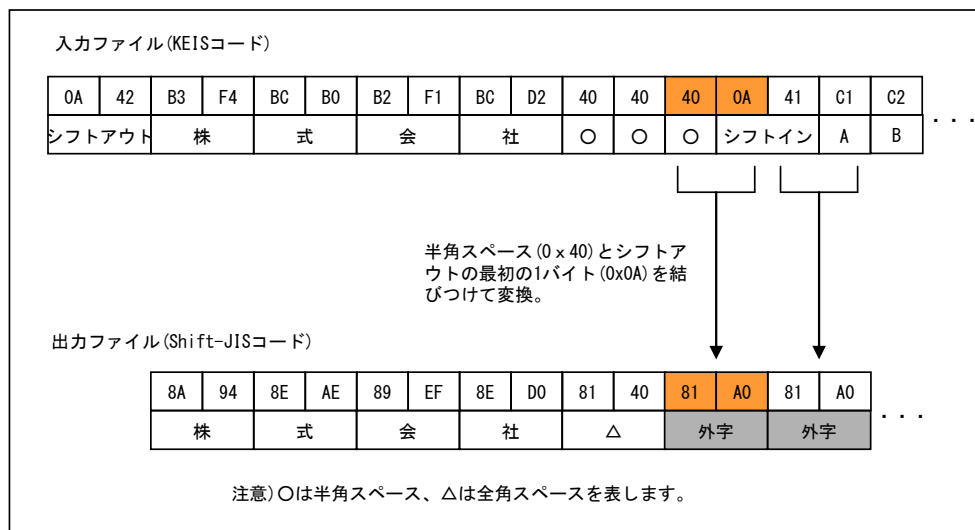 入力ファイル(KEISコード)
0A 42 B3 F4 BC B0 B2 F1 BC D2 40 40 40 0A 41 C1 C2
シフトアウト 株 式 会 社 〇 〇 〇 シフトイン A B
・・・
半角スペース(0x40)とシフトア
ウトの最初の1バイト(0x0A)を結
びつけて変換。
出力ファイル(Shift-JISコード)
8A 94 8E AE 89 EF 8E D0 81 40 81 A0 81 A0
株 式 会 社 △ 外字 外字
・・・
注意)〇は半角スペース、△は全角スペースを表します。